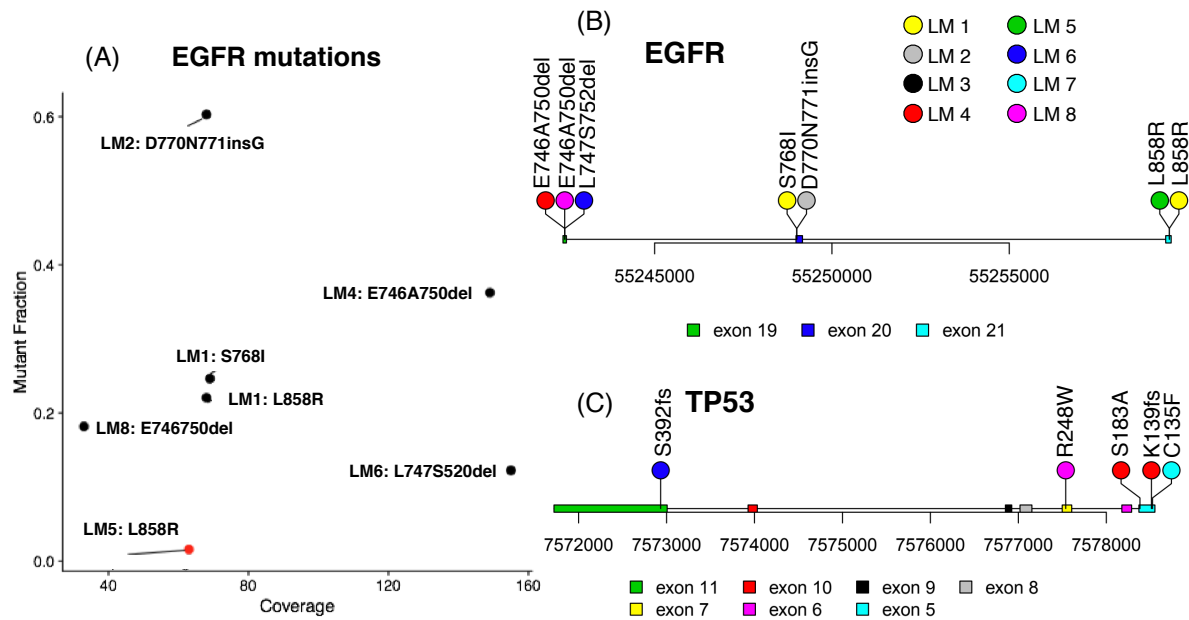 (A) EGFR mutations
Mutant Fraction
0.6
0.4
0.2
0.0
LM2: D770N771insG
LM4: E746A750del
LM1: S768I
LM1: L858R
LM8: E746750del
LM6: L747S520del
LM5: L858R
40 80 120 160
Coverage
(B) EGFR
LM 1
LM 2
LM 3
LM 4
LM 5
LM 6
LM 7
LM 8
E746A750del
E746A750del
L747S752del
S768I
D770N771insG
L858R
L858R
55245000 55250000 55255000
exon 19 exon 20 exon 21
(C) TP53
S392fs
R248W
S183A
K139fs
C135F
7572000 7573000 7574000 7575000 7576000 7577000 7578000
exon 11 exon 10 exon 9 exon 8
exon 7 exon 6 exon 5